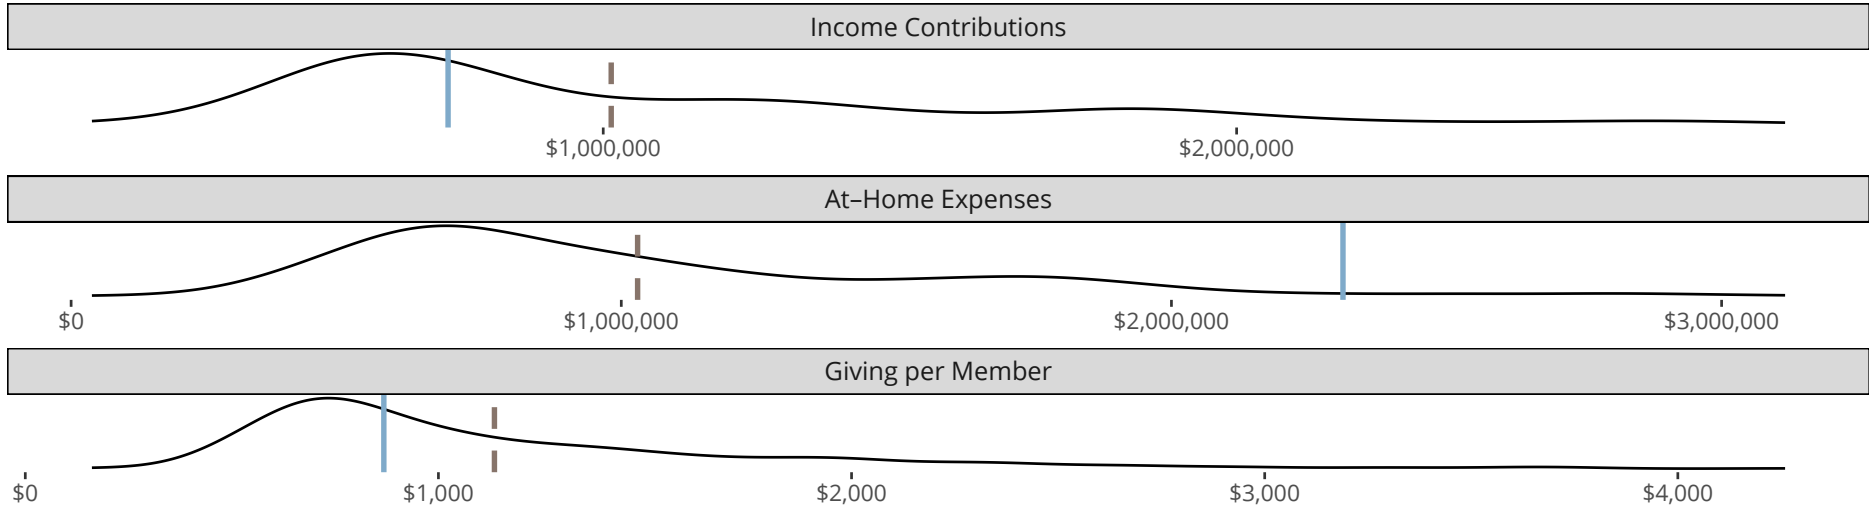 Income Contributions
$1,000,000 $2,000,000
At–Home Expenses
$0 $1,000,000 $2,000,000 $3,000,000
Giving per Member
$0 $1,000 $2,000 $3,000 $4,000